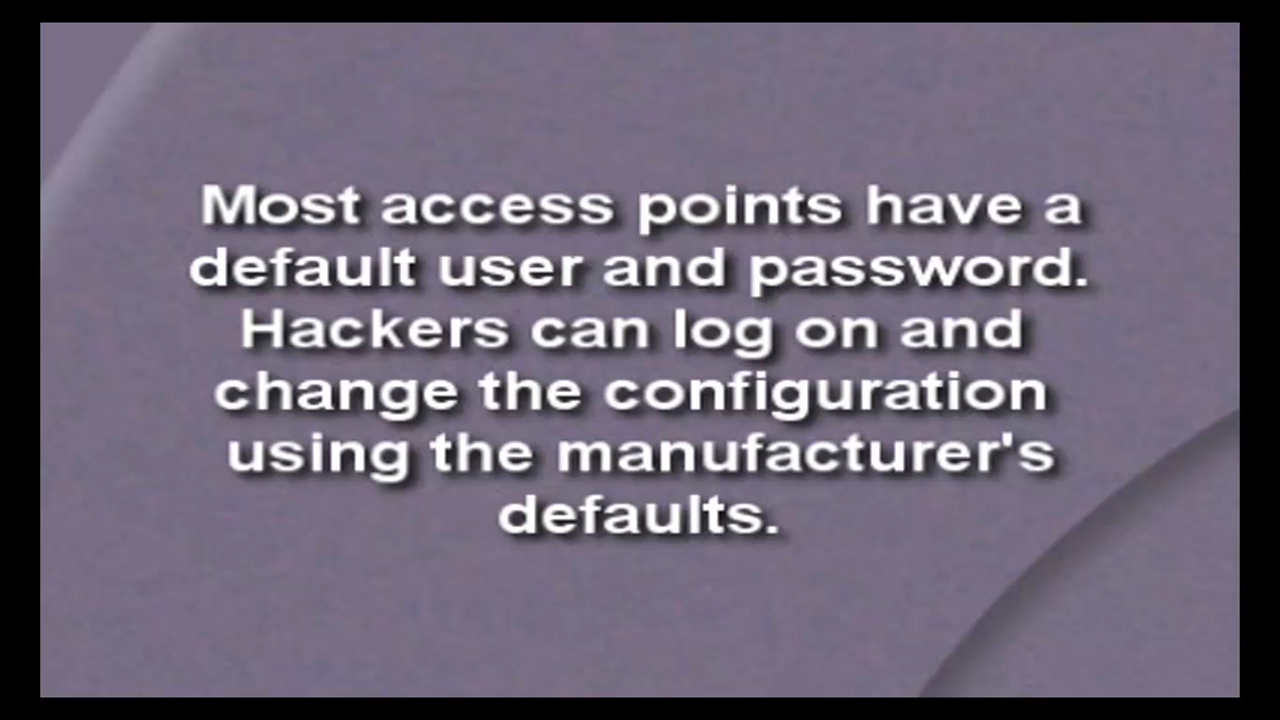 Most access points have a
default user and password.
Hackers can log on and
change the configuration
using the manufacturer's
defaults.